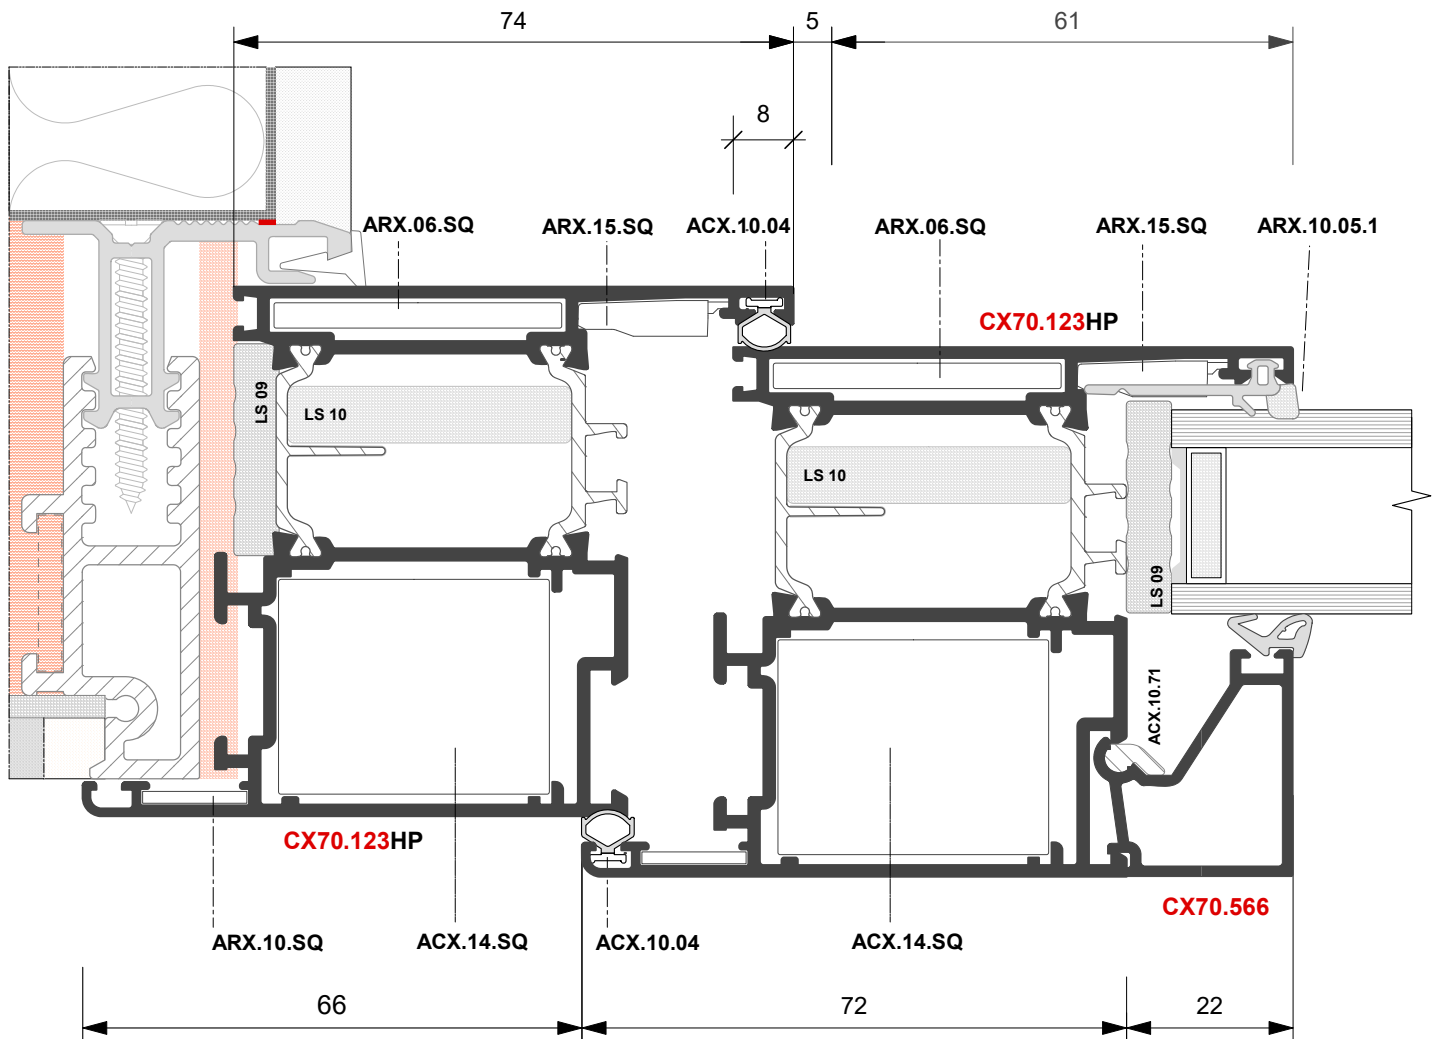 74
5
61
8
ARX.06.SQ
ARX.15.SQ
ACX.10.04
ARX.06.SQ
ARX.15.SQ
ARX.10.05.1
CX70.123HP
LS 09
LS 10
LS 10
LS 09
ACX.10.71
CX70.123HP
CX70.566
ARX.10.SQ
ACX.14.SQ
ACX.10.04
ACX.14.SQ
66
72
22